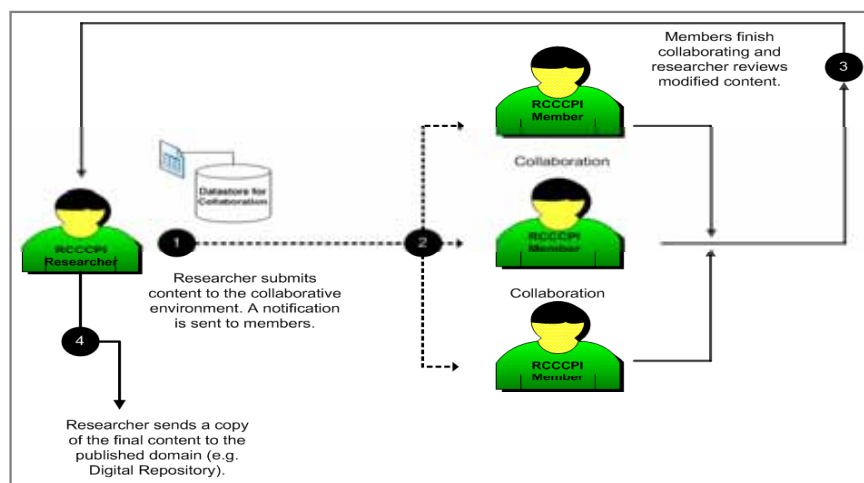 Members finish
collaborating and
researcher reviews
modified content.
3
RCCCPI
Member
Collaboration
Datastore for
Collaboration
RCCCPI
Member
RCCCPI
Researcher
1
2
Researcher submits
content to the collaborative
environment. A notification
is sent to members.
Collaboration
RCCCPI
Member
4
Researcher sends a copy
of the final content to the
published domain (e.g.
Digital Repository).